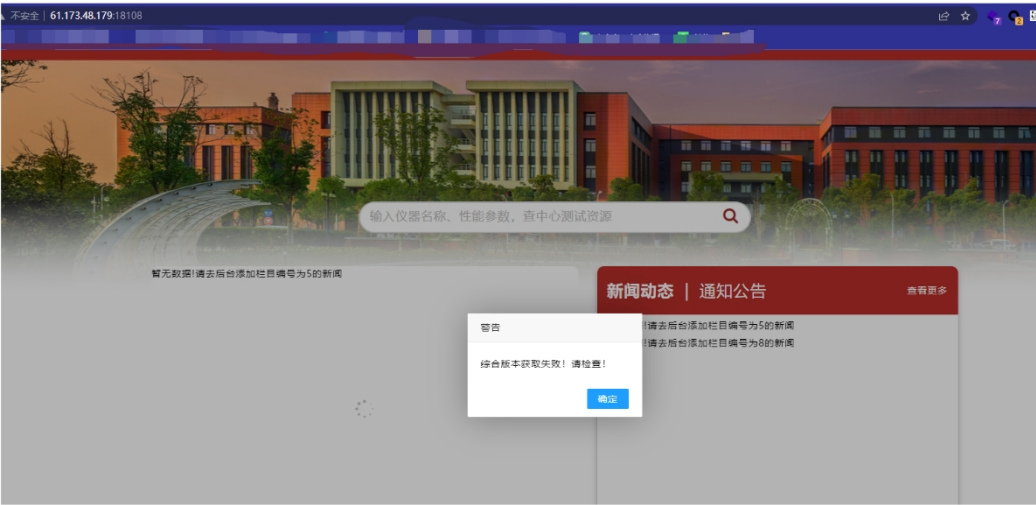 不安全 | 61.173.48.179:18108
输入仪器名称、性能参数，查中心测试资源
暂无数据!请去后台添加栏目编号为5的新闻
新闻动态 | 通知公告
查看更多
!请去后台添加栏目编号为5的新闻
!请去后台添加栏目编号为8的新闻
警告
综合版本获取失败！请检查！
确定